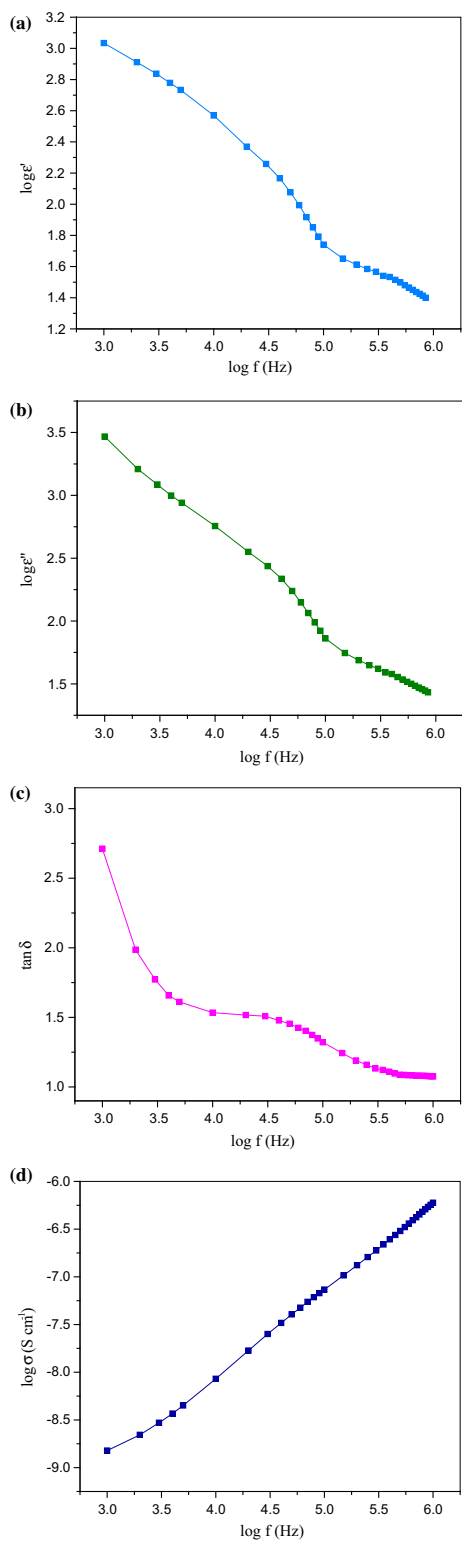 (a)
3.2
3.0
2.8
2.6
2.4
2.2
2.0
1.8
1.6
1.4
1.2
logε'
3.0 3.5 4.0 4.5 5.0 5.5 6.0
log f (Hz)
(b)
3.5
3.0
2.5
2.0
1.5
logε"
3.0 3.5 4.0 4.5 5.0 5.5 6.0
log f (Hz)
(c)
3.0
2.5
2.0
1.5
1.0
tanδ
3.0 3.5 4.0 4.5 5.0 5.5 6.0
log f (Hz)
(d)
-6.0
-6.5
-7.0
-7.5
-8.0
-8.5
-9.0
logσ (S cm⁻¹)
3.0 3.5 4.0 4.5 5.0 5.5 6.0
log f (Hz)